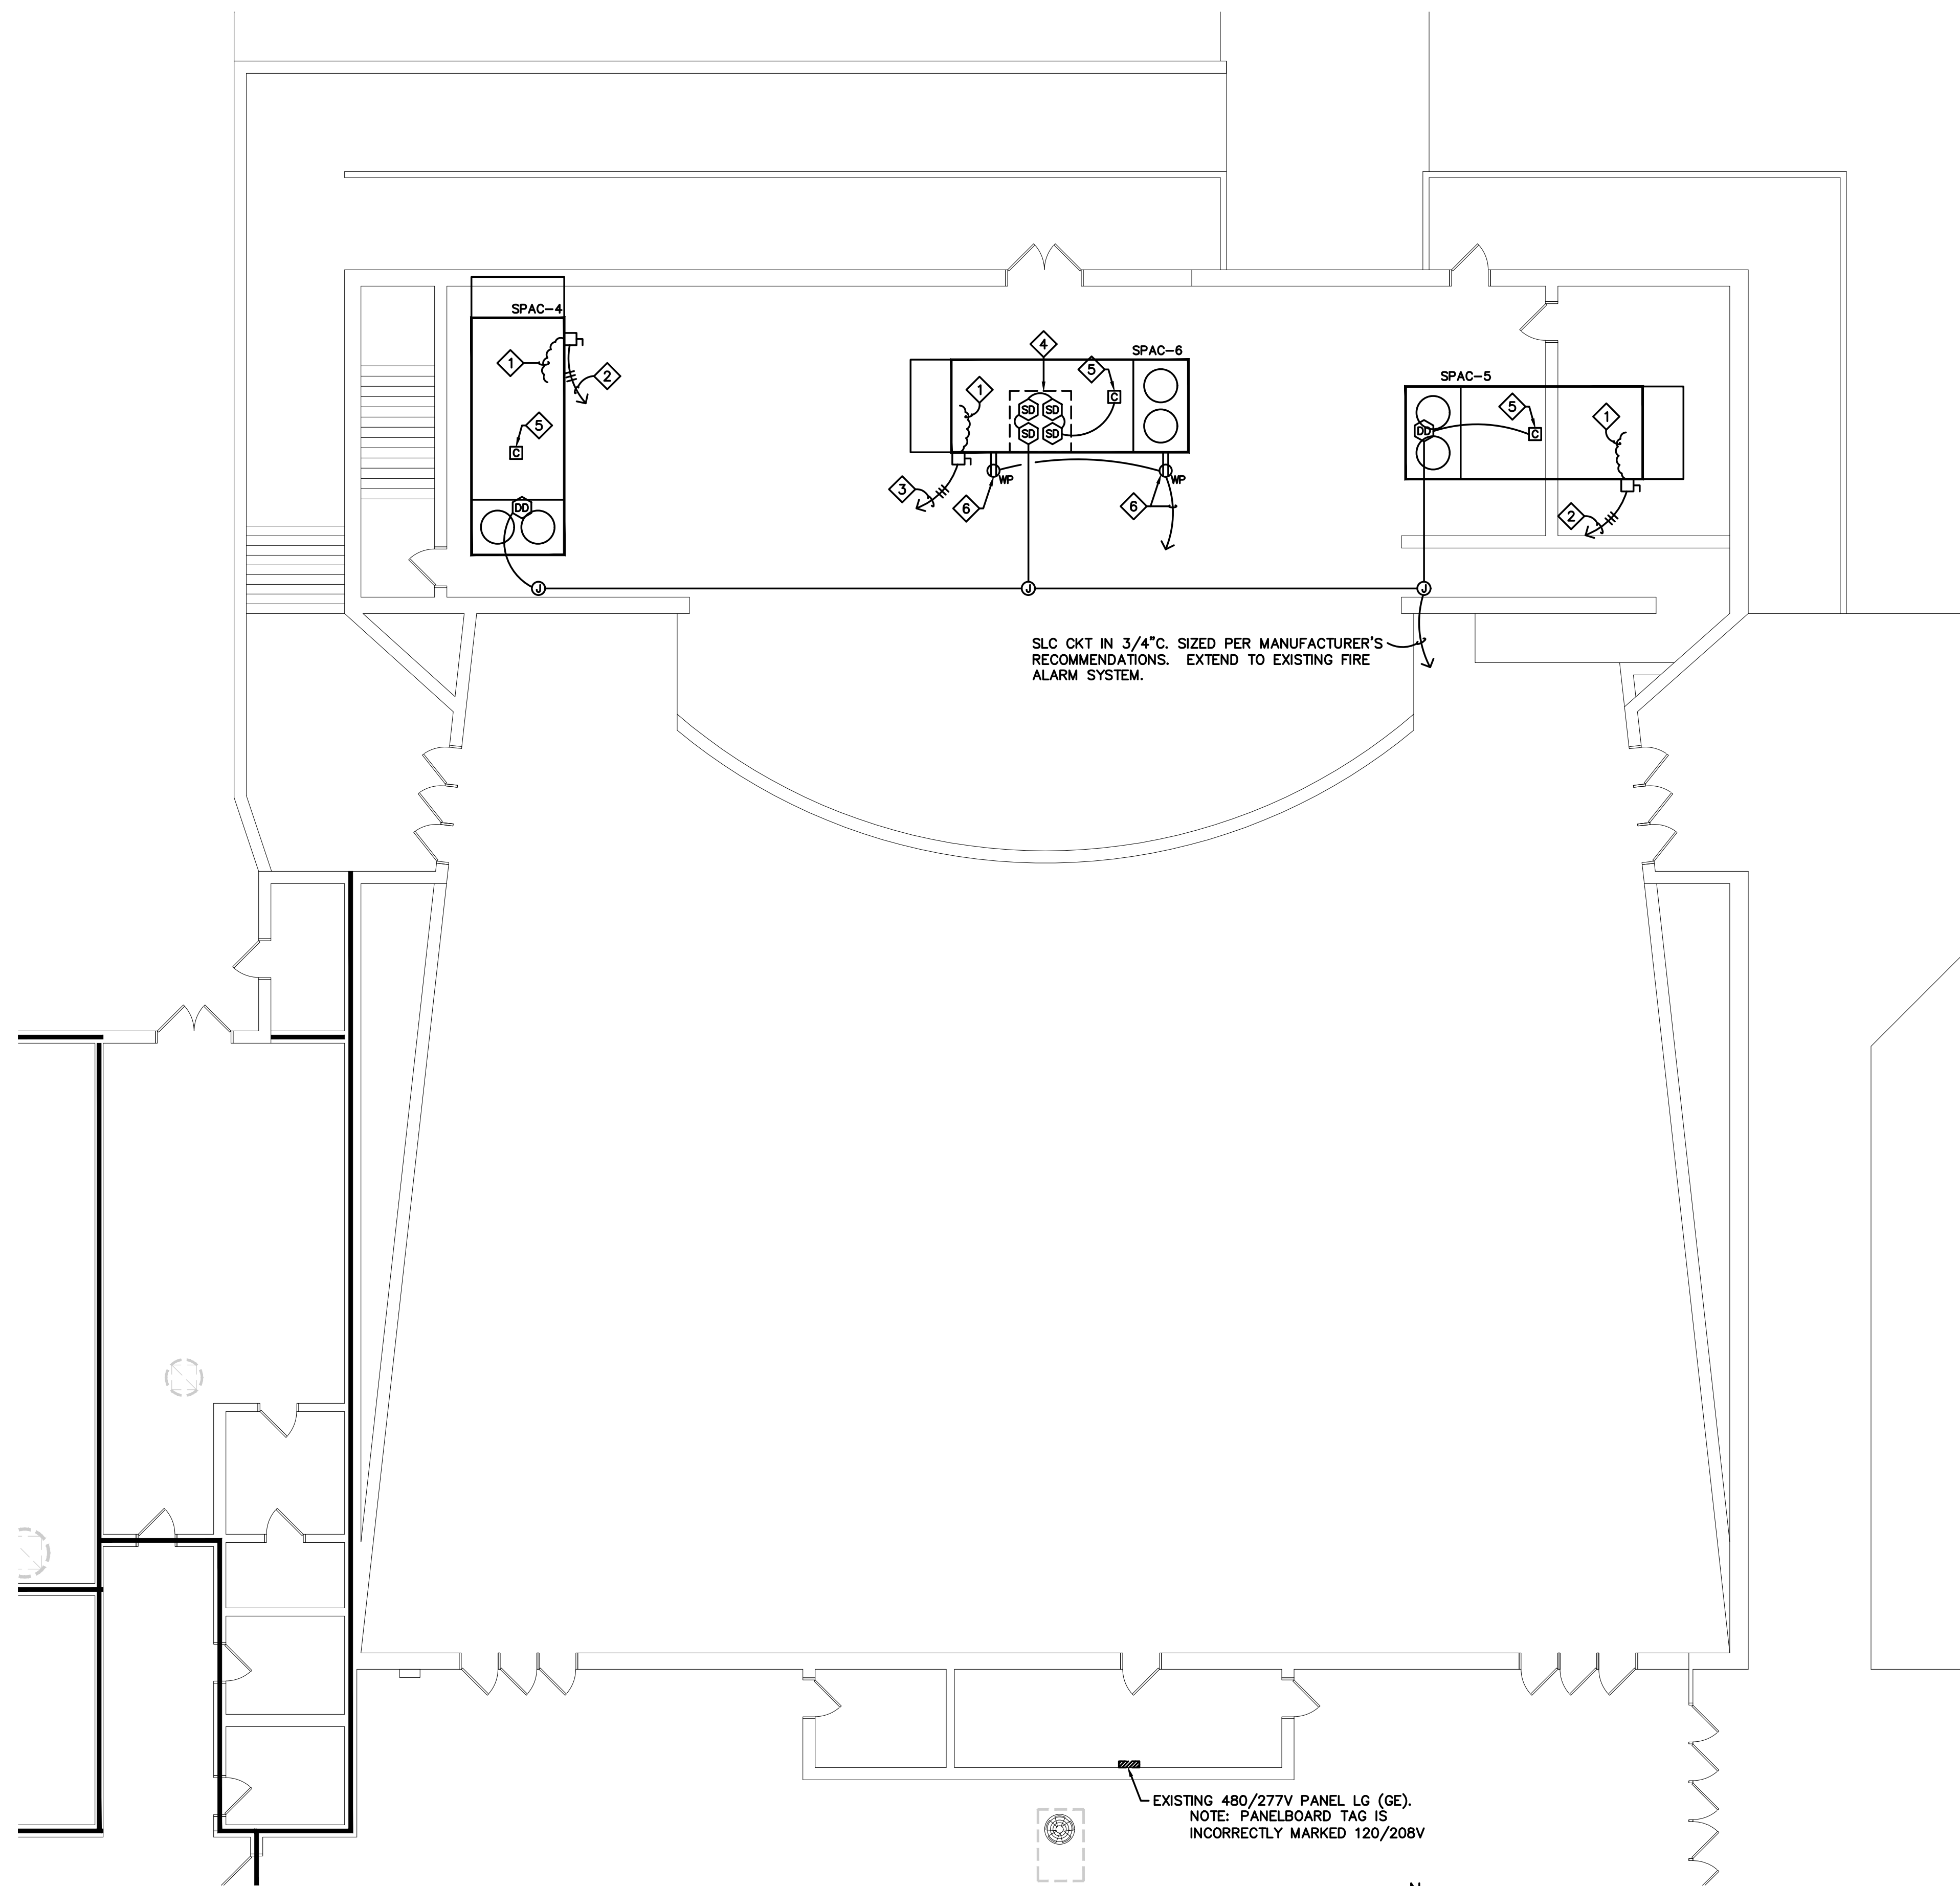 SPAC-4
1
2
5
C
DD
J
4
SPAC-6
5
1
C
SD SD
SD SD
3
6
WP
6
WP
J
SPAC-5
5
1
DD
C
2
J
SLC CKT IN 3/4"C. SIZED PER MANUFACTURER'S
RECOMMENDATIONS. EXTEND TO EXISTING FIRE
ALARM SYSTEM.
EXISTING 480/277V PANEL LG (GE).
NOTE: PANELBOARD TAG IS
INCORRECTLY MARKED 120/208V